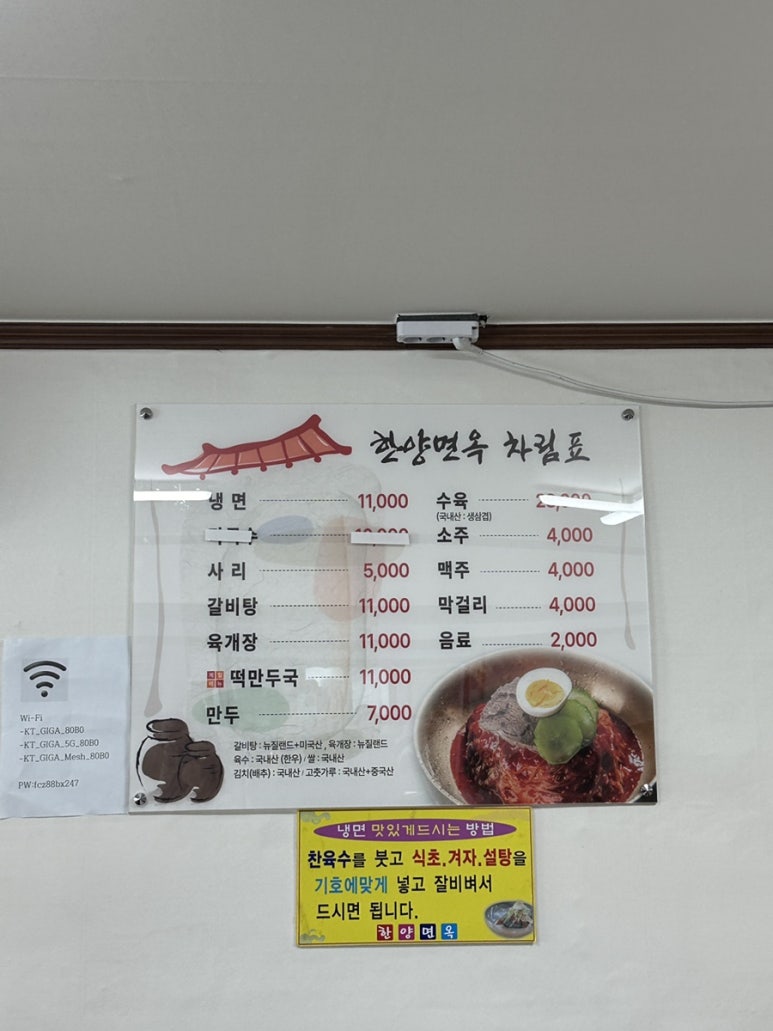 한양면옥 차림표
냉면 11,000
사리 5,000
갈비탕 11,000
육개장 11,000
떡만두국 11,000
만두 7,000
수육
(국내산 : 생삼겹)
소주 4,000
맥주 4,000
막걸리 4,000
음료 2,000
갈비탕 : 뉴질랜드+미국산 , 육개장 : 뉴질랜드
육수 : 국내산 (한우) / 쌀 : 국내산
김치(배추) : 국내산 / 고춧가루 : 국내산+중국산
Wi-Fi
-KT_GIGA_80B0
-KT_GIGA_5G_80B0
-KT_GIGA_Mesh_80B0
PW:fcz88bx247
냉면 맛있게드시는 방법
찬육수를 붓고 식초.겨자.설탕을
기호에맞게 넣고 잘비벼서
드시면 됩니다.
한양면옥